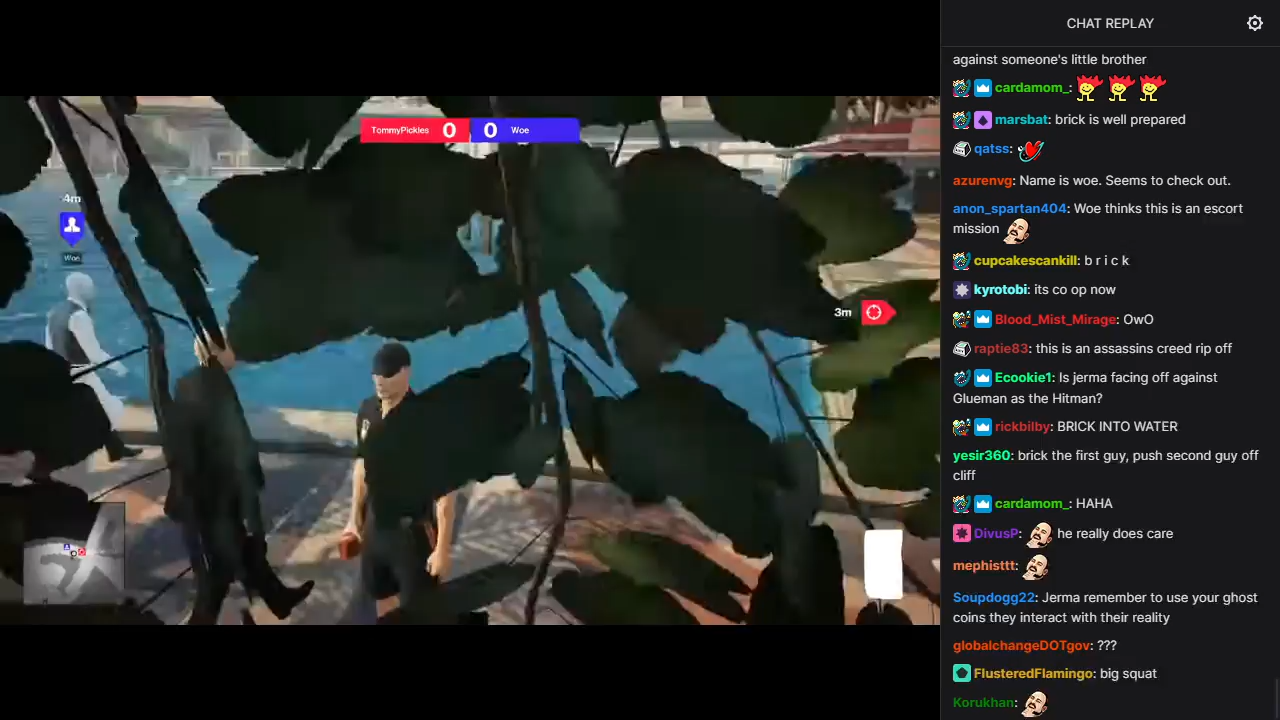 TommyPickles 0 0 Woe
4m
Woe
3m
CHAT REPLAY
against someone's little brother
cardamom_:
marsbat: brick is well prepared
qatss:
azurenvg: Name is woe. Seems to check out.
anon_spartan404: Woe thinks this is an escort
mission
cupcakescankill: b r i c k
kyrotobi: its co op now
Blood_Mist_Mirage: OwO
raptie83: this is an assassins creed rip off
Ecookie1: Is jerma facing off against
Glueman as the Hitman?
rickbilby: BRICK INTO WATER
yesir360: brick the first guy, push second guy off
cliff
cardamom_: HAHA
DivusP: he really does care
mephisttt:
Soupdogg22: Jerma remember to use your ghost
coins they interact with their reality
globalchangeDOTgov: ???
FlusteredFlamingo: big squat
Korukhan: